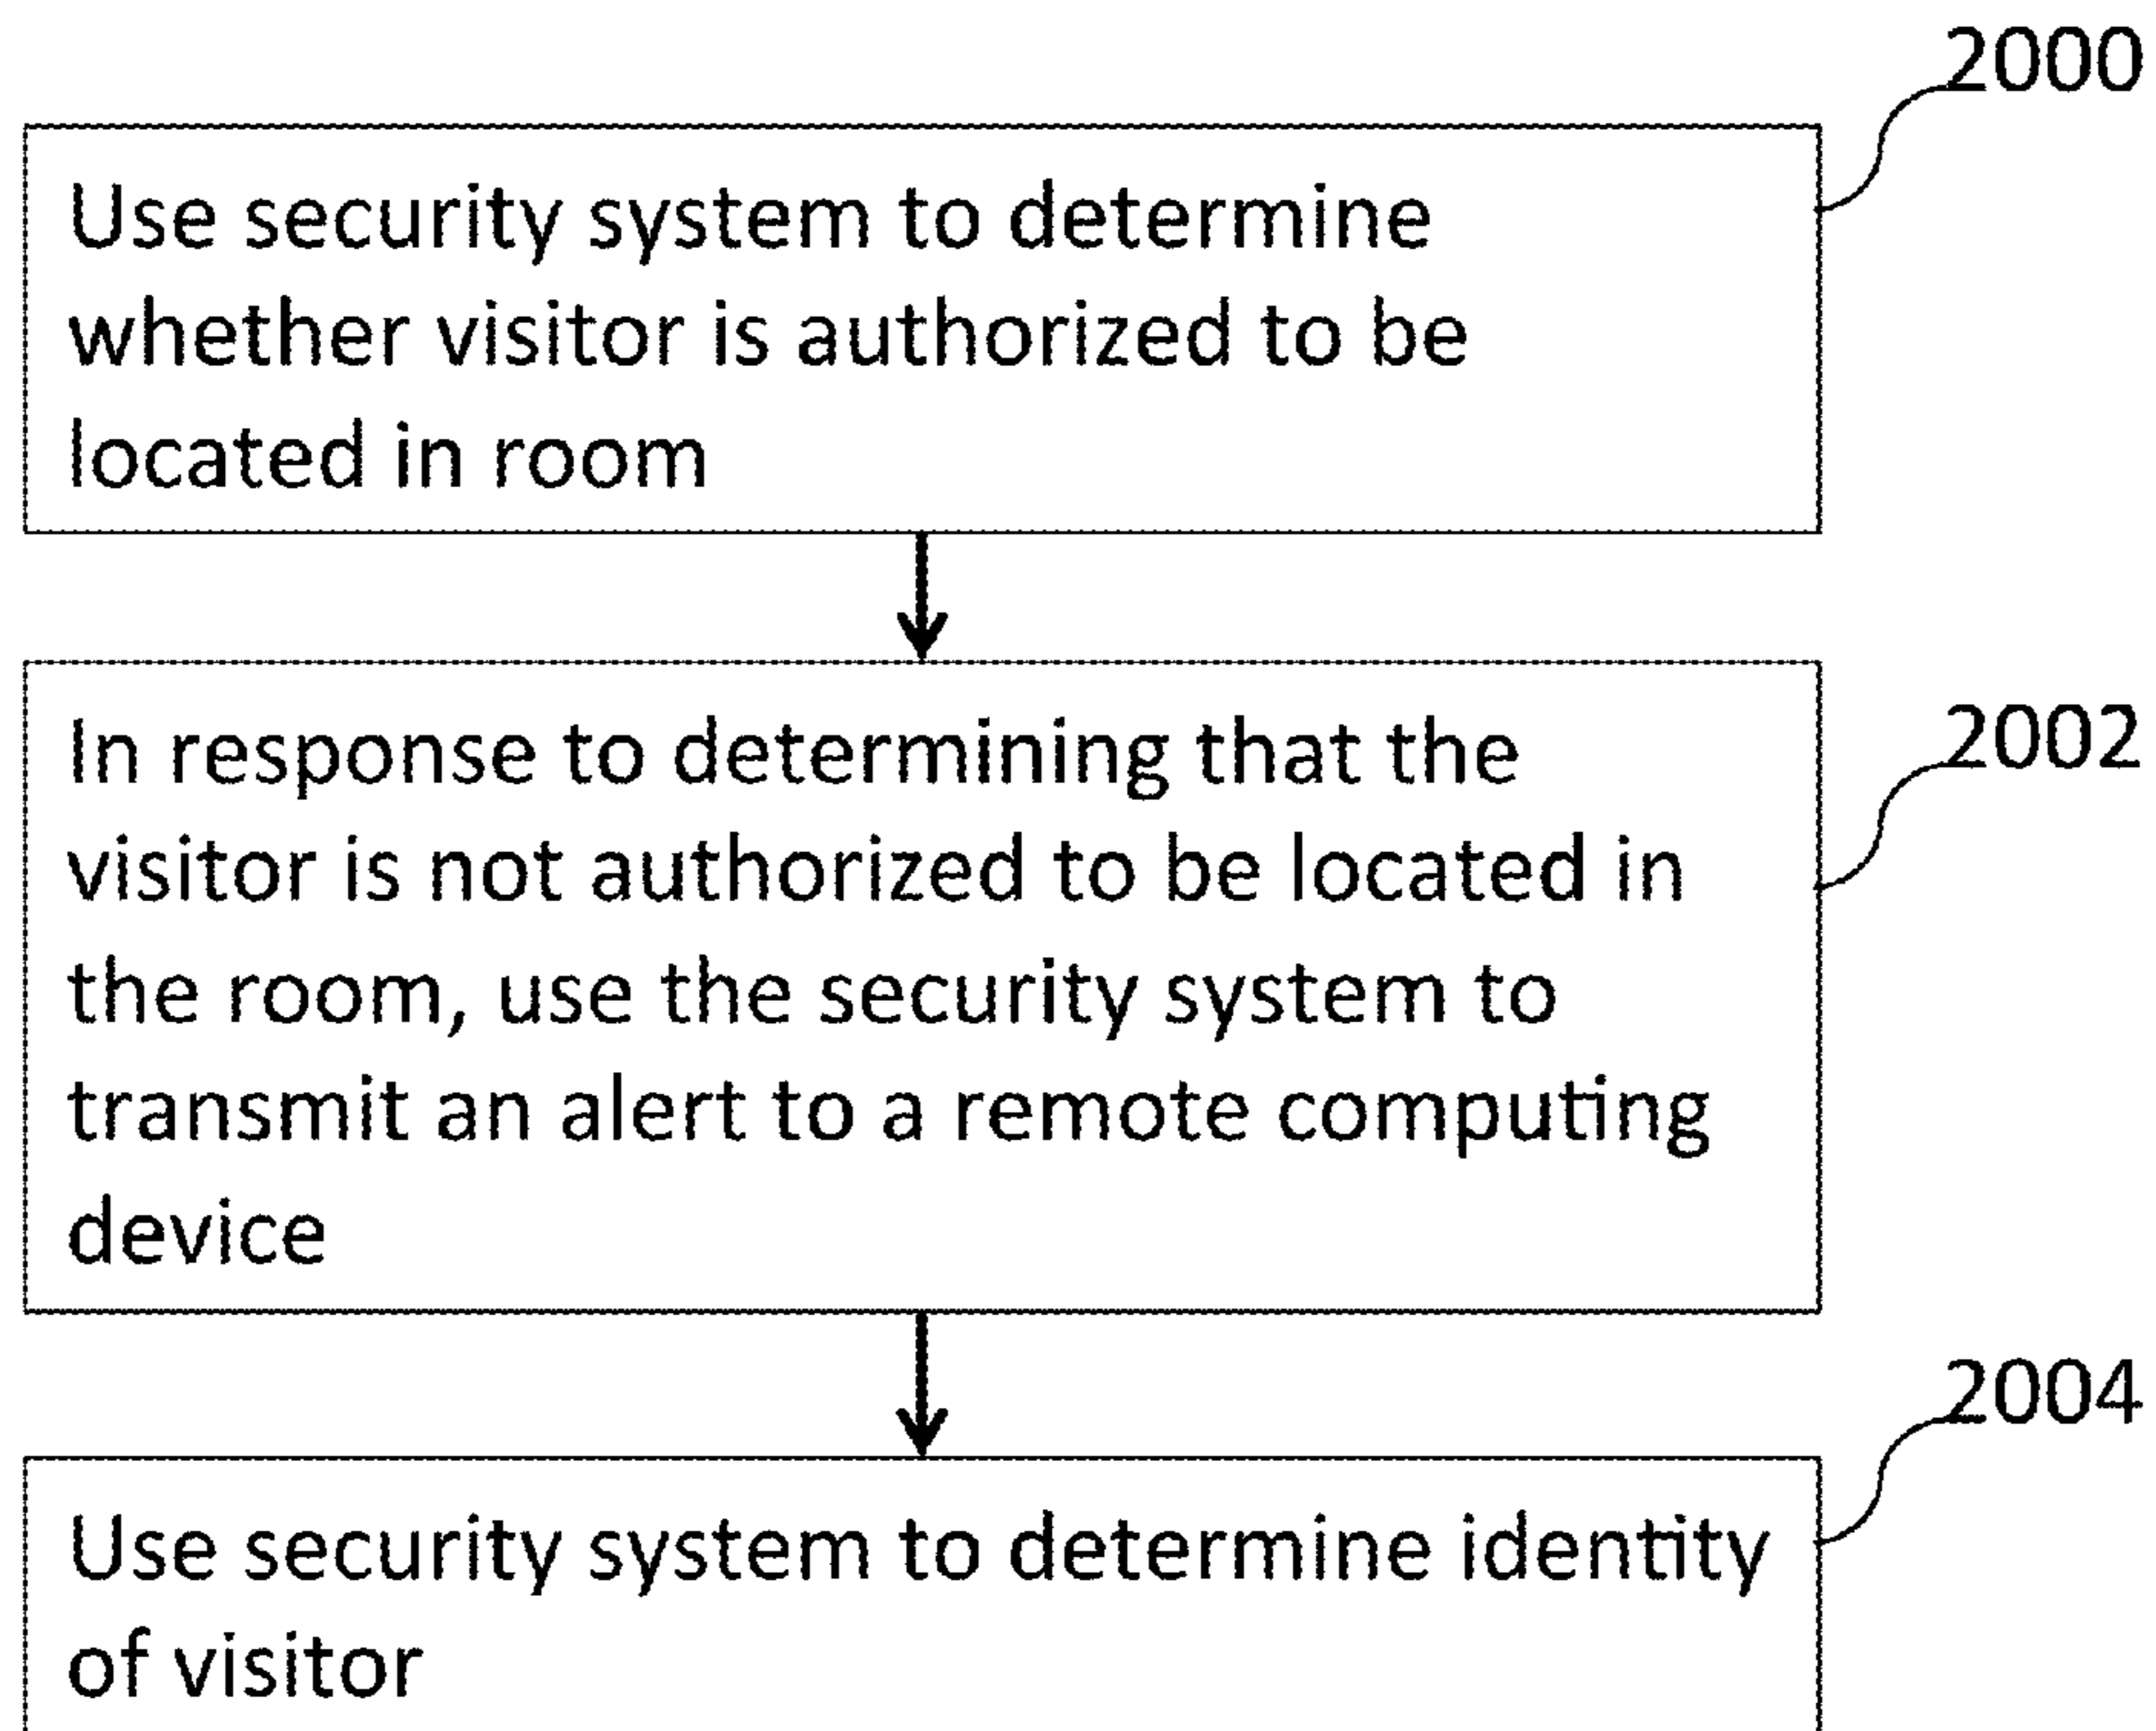 2000
Use security system to determine
whether visitor is authorized to be
located in room
2002
In response to determining that the
visitor is not authorized to be located in
the room, use the security system to
transmit an alert to a remote computing
device
2004
Use security system to determine identity
of visitor